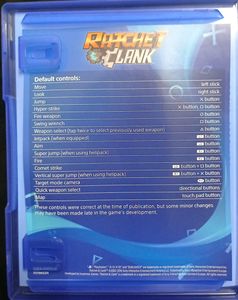 RATCHET
CLANK
Default controls:
Move left stick
Look right stick
Jump ✕ button
Hyper-strike ✕ button, □ button
Fire weapon ○ button
Swing wrench □ button
Weapon select (tap twice to select previously used weapon) △ button
Jetpack (when equipped) button
Aim button
Super jump (when using helipack) button
Fire button
Comet strike button
Vertical super jump (when using helipack) button + ✕ button
Target mode camera button
Quick weapon select directional buttons
Map touch pad button
These controls were correct at the time of publication, but some minor changes
may have been made late in the game's development.